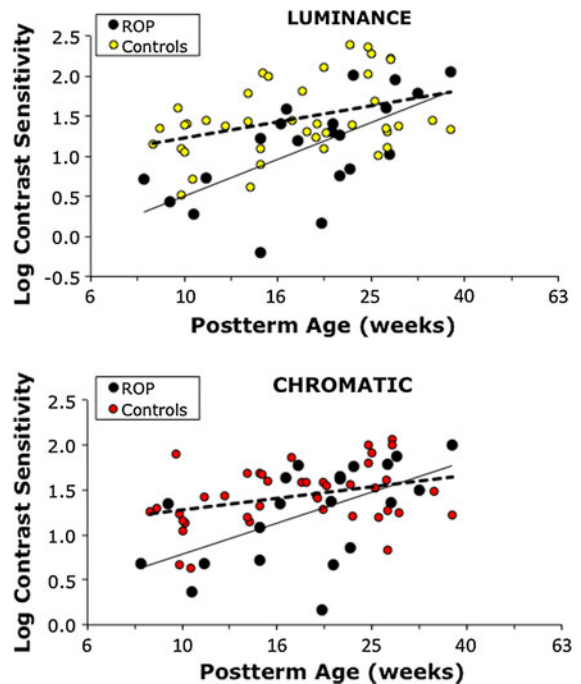 LUMINANCE
ROP
Controls
Log Contrast Sensitivity
2.5
2.0
1.5
1.0
0.5
0.0
-0.5
6 10 16 25 40 63
Postterm Age (weeks)
CHROMATIC
ROP
Controls
Log Contrast Sensitivity
2.5
2.0
1.5
1.0
0.5
0.0
6 10 16 25 40 63
Postterm Age (weeks)